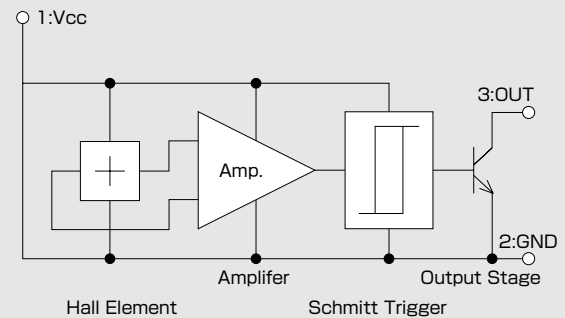 1:Vcc
3:OUT
Amp.
2:GND
Amplifer
Output Stage
Hall Element
Schmitt Trigger